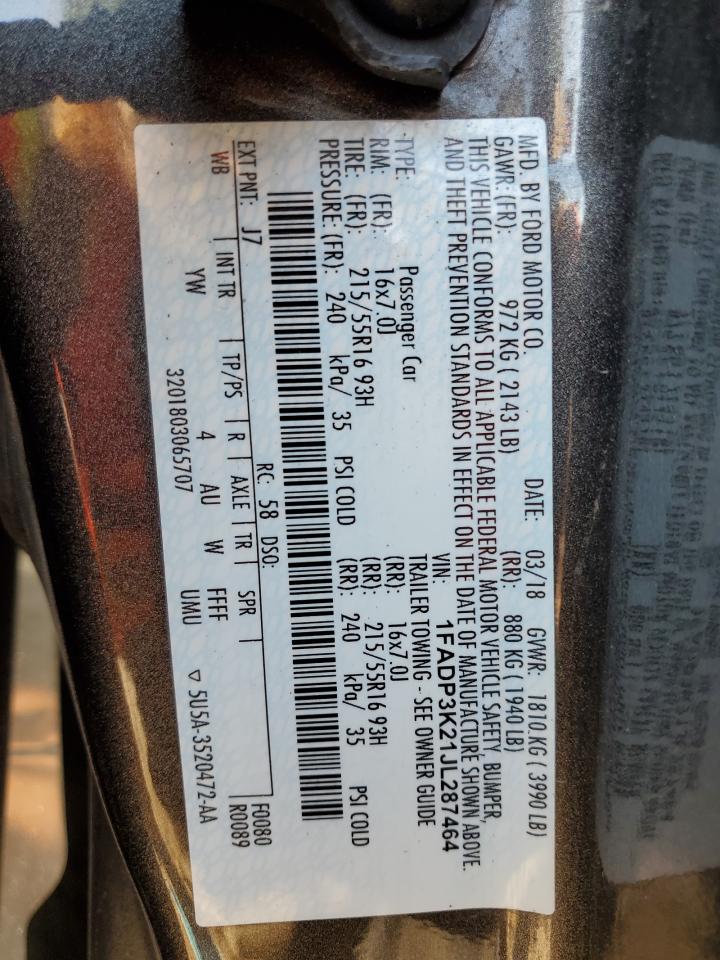 MFD. BY FORD MOTOR CO. DATE: 03/18 GVWR: 1810.KG ( 3990 LB)
GAWR: (FR): 972 KG ( 2143 LB) (RR): 880 KG ( 1940 LB)
THIS VEHICLE CONFORMS TO ALL APPLICABLE FEDERAL MOTOR VEHICLE SAFETY, BUMPER,
AND THEFT PREVENTION STANDARDS IN EFFECT ON THE DATE OF MANUFACTURE SHOWN ABOVE.
VIN: 1FADP3K21JL287464
TYPE: Passenger Car TRAILER TOWING - SEE OWNER GUIDE
RIM: (FR): 16x7.0J (RR): 16x7.0J
TIRE: (FR): 215/55R16 93H (RR): 215/55R16 93H
PRESSURE: (FR): 240 kPa/ 35 PSI COLD (RR): 240 kPa/ 35 PSI COLD
RC: 58 DSO: F0080
EXT PNT: J7 R0089
WB | INT TR | TP/PS | R | AXLE | TR | SPR |
YW 4 AU W FFFF
3201803065707 UMU ▽ 5U5A-3520472-AA